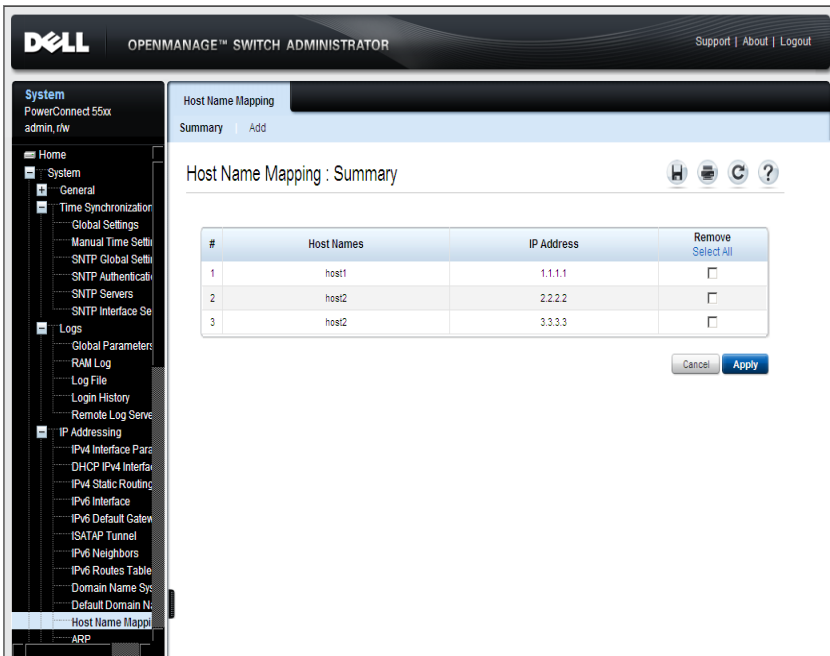 DELL OPENMANAGE™ SWITCH ADMINISTRATOR Support | About | Logout
System
PowerConnect 55xx
admin, r/w
Home
System
General
Time Synchronization
Global Settings
Manual Time Settin
SNTP Global Settin
SNTP Authenticatio
SNTP Servers
SNTP Interface Se
Logs
Global Parameters
RAM Log
Log File
Login History
Remote Log Serve
IP Addressing
IPv4 Interface Para
DHCP IPv4 Interfac
IPv4 Static Routing
IPv6 Interface
IPv6 Default Gatew
ISATAP Tunnel
IPv6 Neighbors
IPv6 Routes Table
Domain Name Sys
Default Domain Na
Host Name Mappi
ARP
Host Name Mapping
Summary Add
Host Name Mapping : Summary
# Host Names IP Address Remove
Select All
1 host1 1.1.1.1
2 host2 2.2.2.2
3 host2 3.3.3.3
Cancel Apply